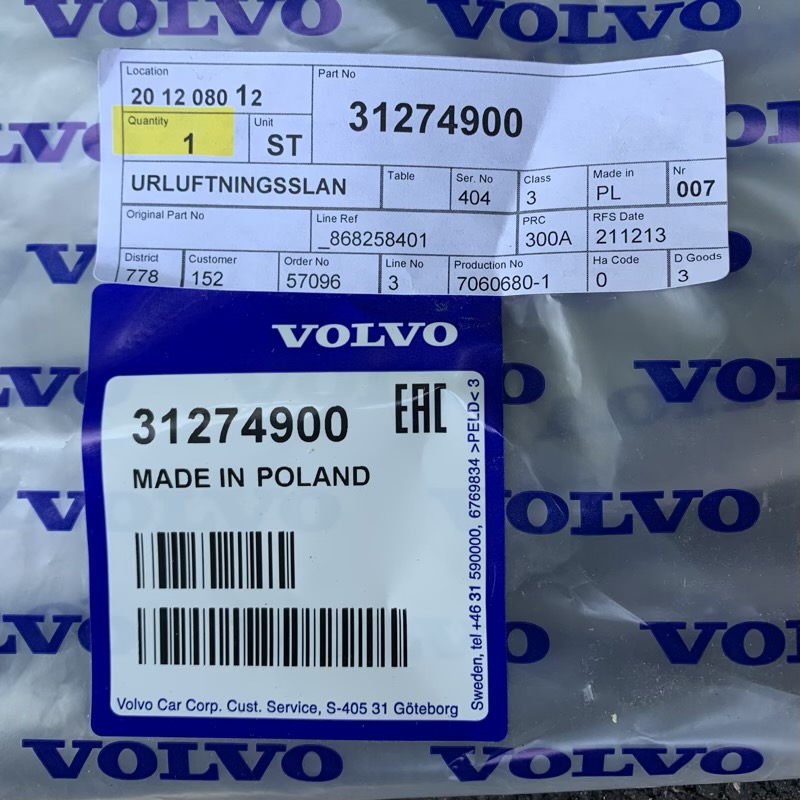 VOLVO VOLVO
Location
20 12 080 12
Part No
31274900
Quantity
1
Unit
ST
URLUFTNINGSSLAN
Table
Ser. No
404
Class
3
Made in
PL
Nr
007
Original Part No
Line Ref
_868258401
PRC
300A
RFS Date
211213
District
778
Customer
152
Order No
57096
Line No
3
Production No
7060680-1
Ha Code
0
D Goods
3
VOLVO
31274900
EAC
MADE IN POLAND
Volvo Car Corp. Cust. Service, S-405 31 Göteborg
Sweden, tel +46 31 590000, 6769834 >PELD< 3
VOLVO
VOLVO
VOLVO
VOLVO VOLVO